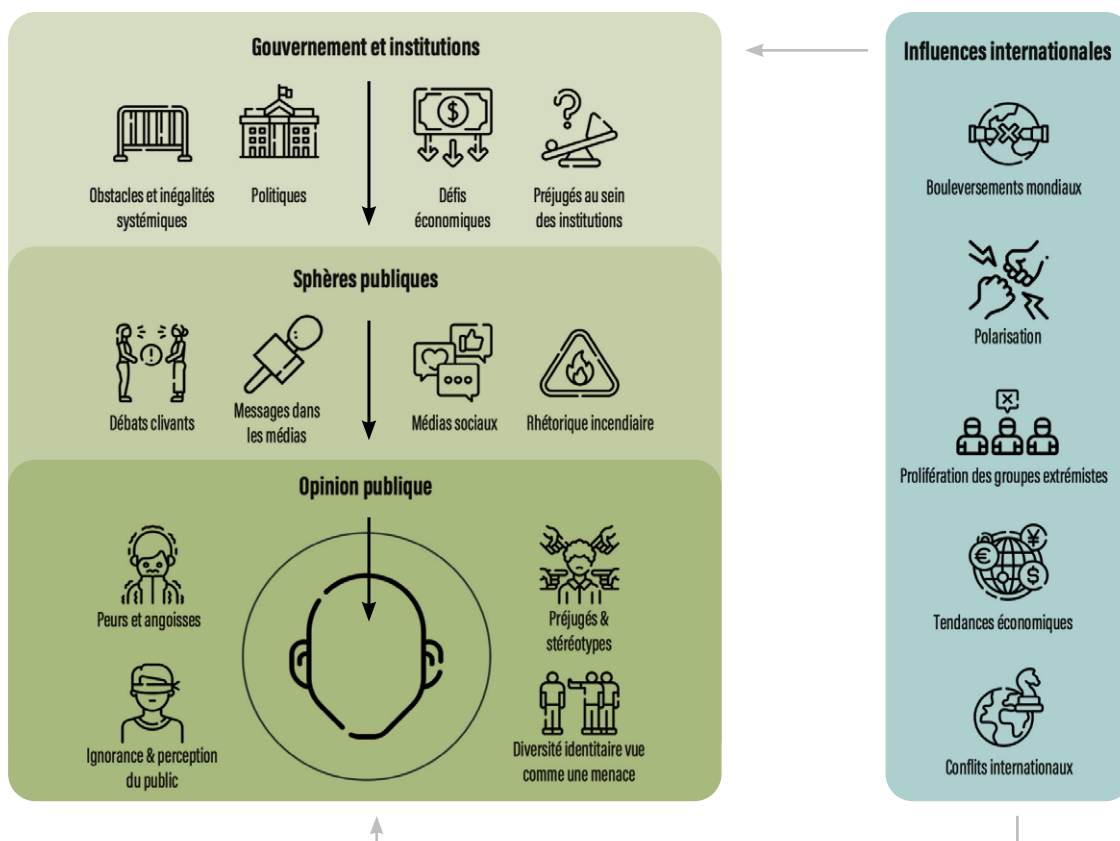 Gouvernement et institutions
Obstacles et inégalités
systémiques
Politiques
Défis
économiques
Préjugés au sein
des institutions
Sphères publiques
Débats clivants
Messages dans
les médias
Médias sociaux
Rhétorique incendiaire
Opinion publique
Peurs et angoisses
Préjugés &
stéréotypes
Ignorance & perception
du public
Diversité identitaire vue
comme une menace
Influences internationales
Bouleversements mondiaux
Polarisation
Prolifération des groupes extrémistes
Tendances économiques
Conflits internationaux